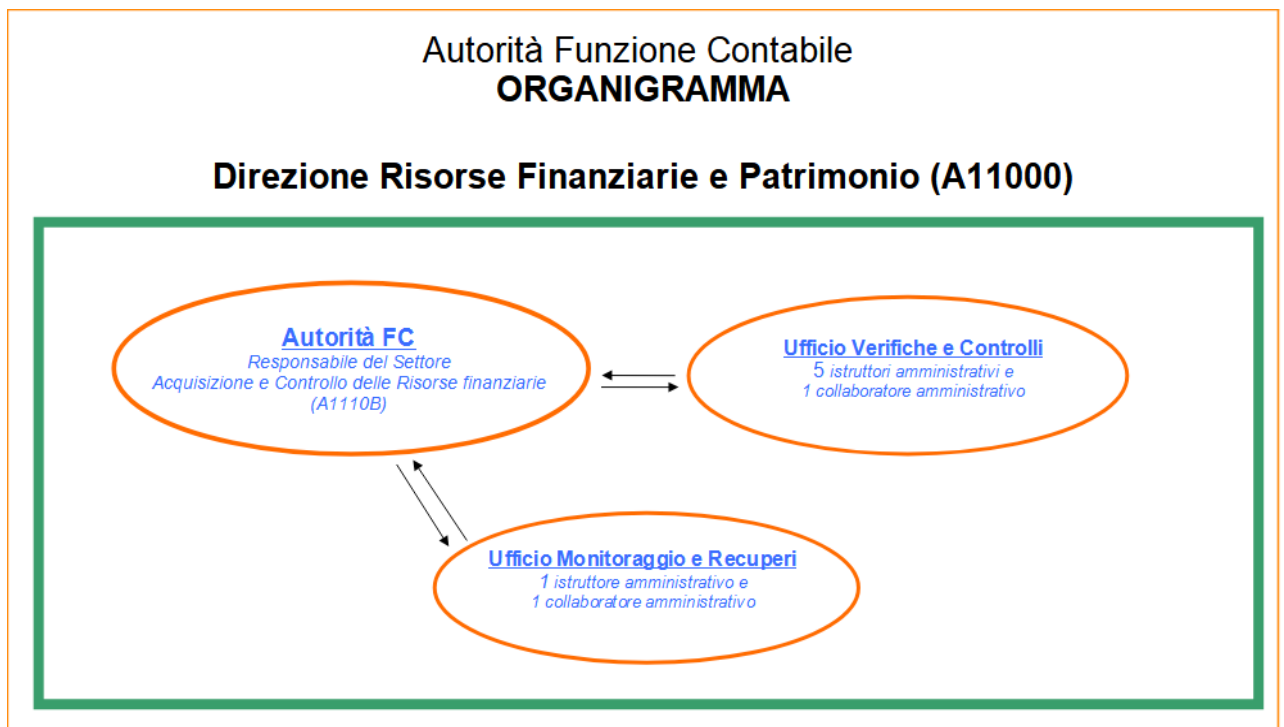 Autorità Funzione Contabile
ORGANIGRAMMA
Direzione Risorse Finanziarie e Patrimonio (A11000)
Autorità FC
Responsabile del Settore
Acquisizione e Controllo delle Risorse finanziarie
(A1110B)
Ufficio Verifiche e Controlli
5 istruttori amministrativi e
1 collaboratore amministrativo
Ufficio Monitoraggio e Recuperi
1 istruttore amministrativo e
1 collaboratore amministrativo